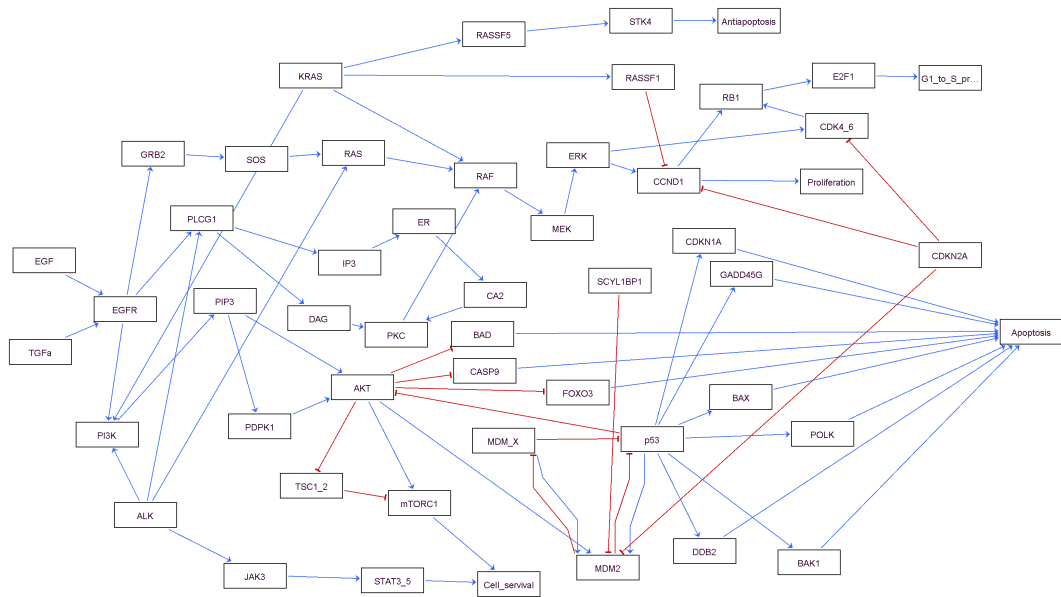 Antiapoptosis
STK4
RASSF5
KRAS
RASSF1
E2F1
G1_to_S_pr...
RB1
CDK4_6
GRB2
SOS
RAS
ERK
RAF
CCND1
Proliferation
PLCG1
ER
MEK
CDKN1A
CDKN2A
EGF
IP3
GADD45G
SCYL1BP1
EGFR
PIP3
CA2
DAG
PKC
BAD
Apoptosis
TGFa
CASP9
AKT
FOXO3
BAX
PI3K
PDPK1
MDM_X
p53
POLK
TSC1_2
mTORC1
ALK
DDB2
BAK1
MDM2
JAK3
STAT3_5
Cell_servival